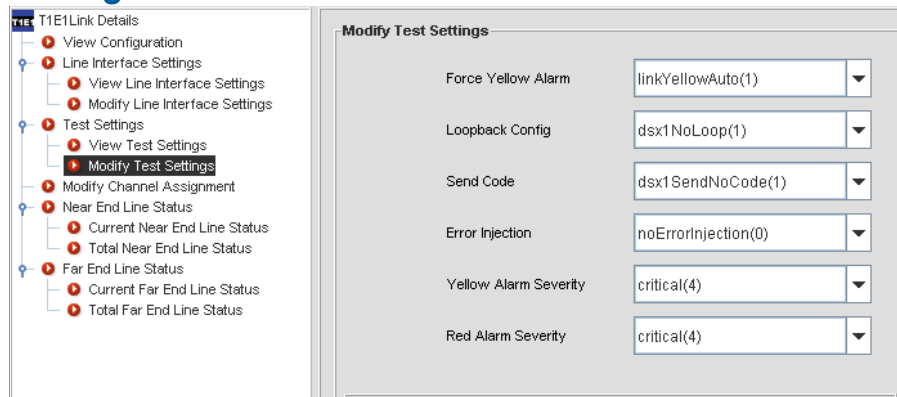 T1E1 T1E1Link Details
View Configuration
Line Interface Settings
View Line Interface Settings
Modify Line Interface Settings
Test Settings
View Test Settings
Modify Test Settings
Modify Channel Assignment
Near End Line Status
Current Near End Line Status
Total Near End Line Status
Far End Line Status
Current Far End Line Status
Total Far End Line Status
Modify Test Settings
Force Yellow Alarm linkYellowAuto(1)
Loopback Config dsx1NoLoop(1)
Send Code dsx1SendNoCode(1)
Error Injection noErrorInjection(0)
Yellow Alarm Severity critical(4)
Red Alarm Severity critical(4)